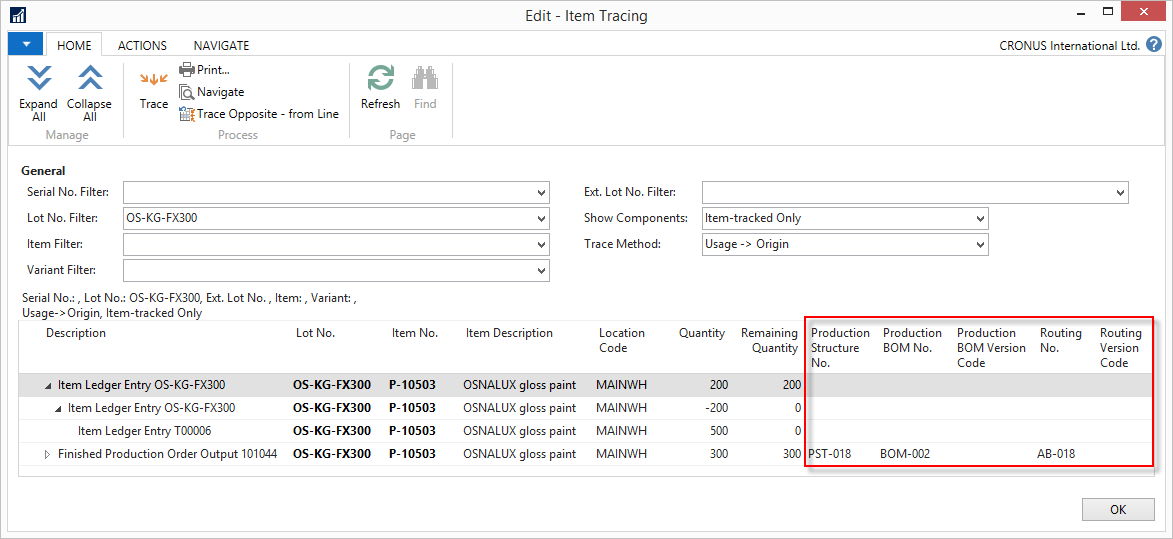 Edit - Item Tracing
HOME ACTIONS NAVIGATE CRONUS International Ltd. ?
Expand All
Collapse All
Manage
Trace
Print...
Navigate
Trace Opposite - from Line
Process
Refresh
Find
Page
General
Serial No. Filter:
Lot No. Filter: OS-KG-FX300
Item Filter:
Variant Filter:
Ext. Lot No. Filter:
Show Components: Item-tracked Only
Trace Method: Usage -> Origin
Serial No.: , Lot No.: OS-KG-FX300, Ext. Lot No. , Item: , Variant: ,
Usage->Origin, Item-tracked Only
Description Lot No. Item No. Item Description Location Code Quantity Remaining Quantity Production Structure No. Production BOM No. Production BOM Version Code Routing No. Routing Version Code
Item Ledger Entry OS-KG-FX300 OS-KG-FX300 P-10503 OSNALUX gloss paint MAINWH 200 200
Item Ledger Entry OS-KG-FX300 OS-KG-FX300 P-10503 OSNALUX gloss paint MAINWH -200 0
Item Ledger Entry T00006 OS-KG-FX300 P-10503 OSNALUX gloss paint MAINWH 500 0
Finished Production Order Output 101044 OS-KG-FX300 P-10503 OSNALUX gloss paint MAINWH 300 300 PST-018 BOM-002 AB-018
OK